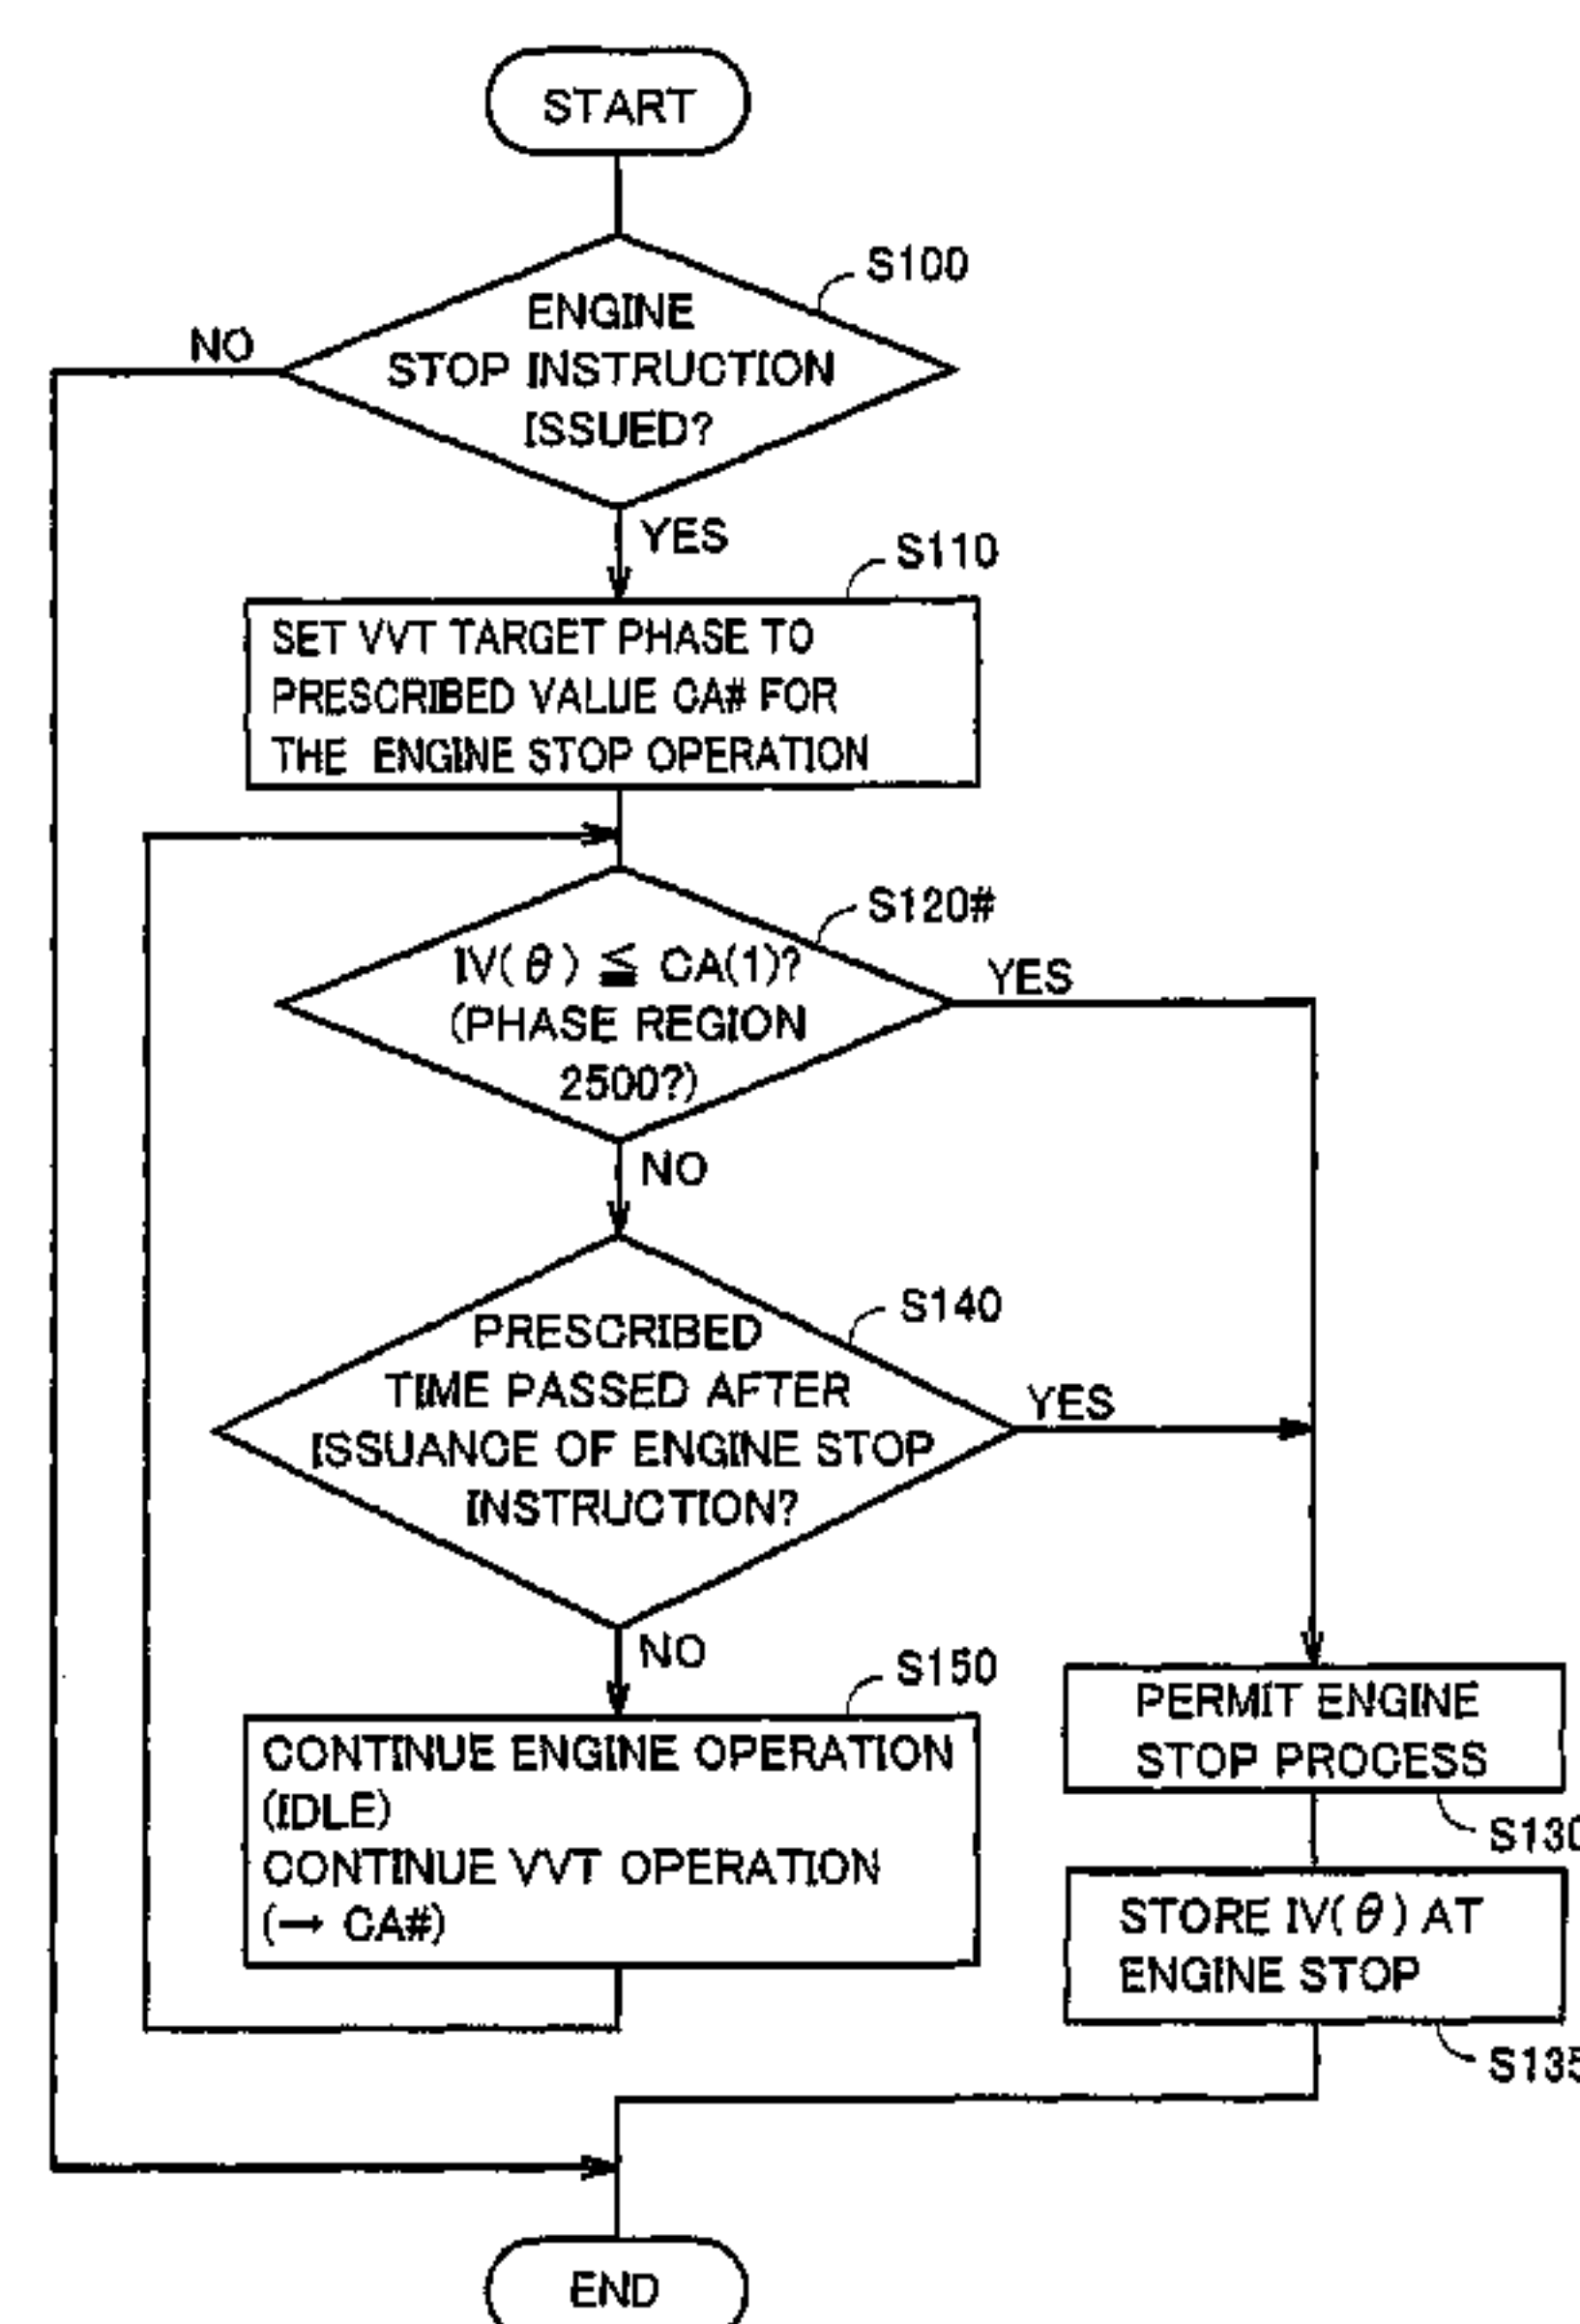 START
S100
ENGINE
STOP INSTRUCTION
ISSUED?
NO
YES
S110
SET VVT TARGET PHASE TO
PRESCRIBED VALUE CA# FOR
THE ENGINE STOP OPERATION
S120#
IV(θ) ≦ CA(1)?
(PHASE REGION
2500?)
YES
NO
S140
PRESCRIBED
TIME PASSED AFTER
ISSUANCE OF ENGINE STOP
INSTRUCTION?
YES
NO
S150
CONTINUE ENGINE OPERATION
(IDLE)
CONTINUE VVT OPERATION
(→ CA#)
PERMIT ENGINE
STOP PROCESS
S130
STORE IV(θ) AT
ENGINE STOP
S135
END